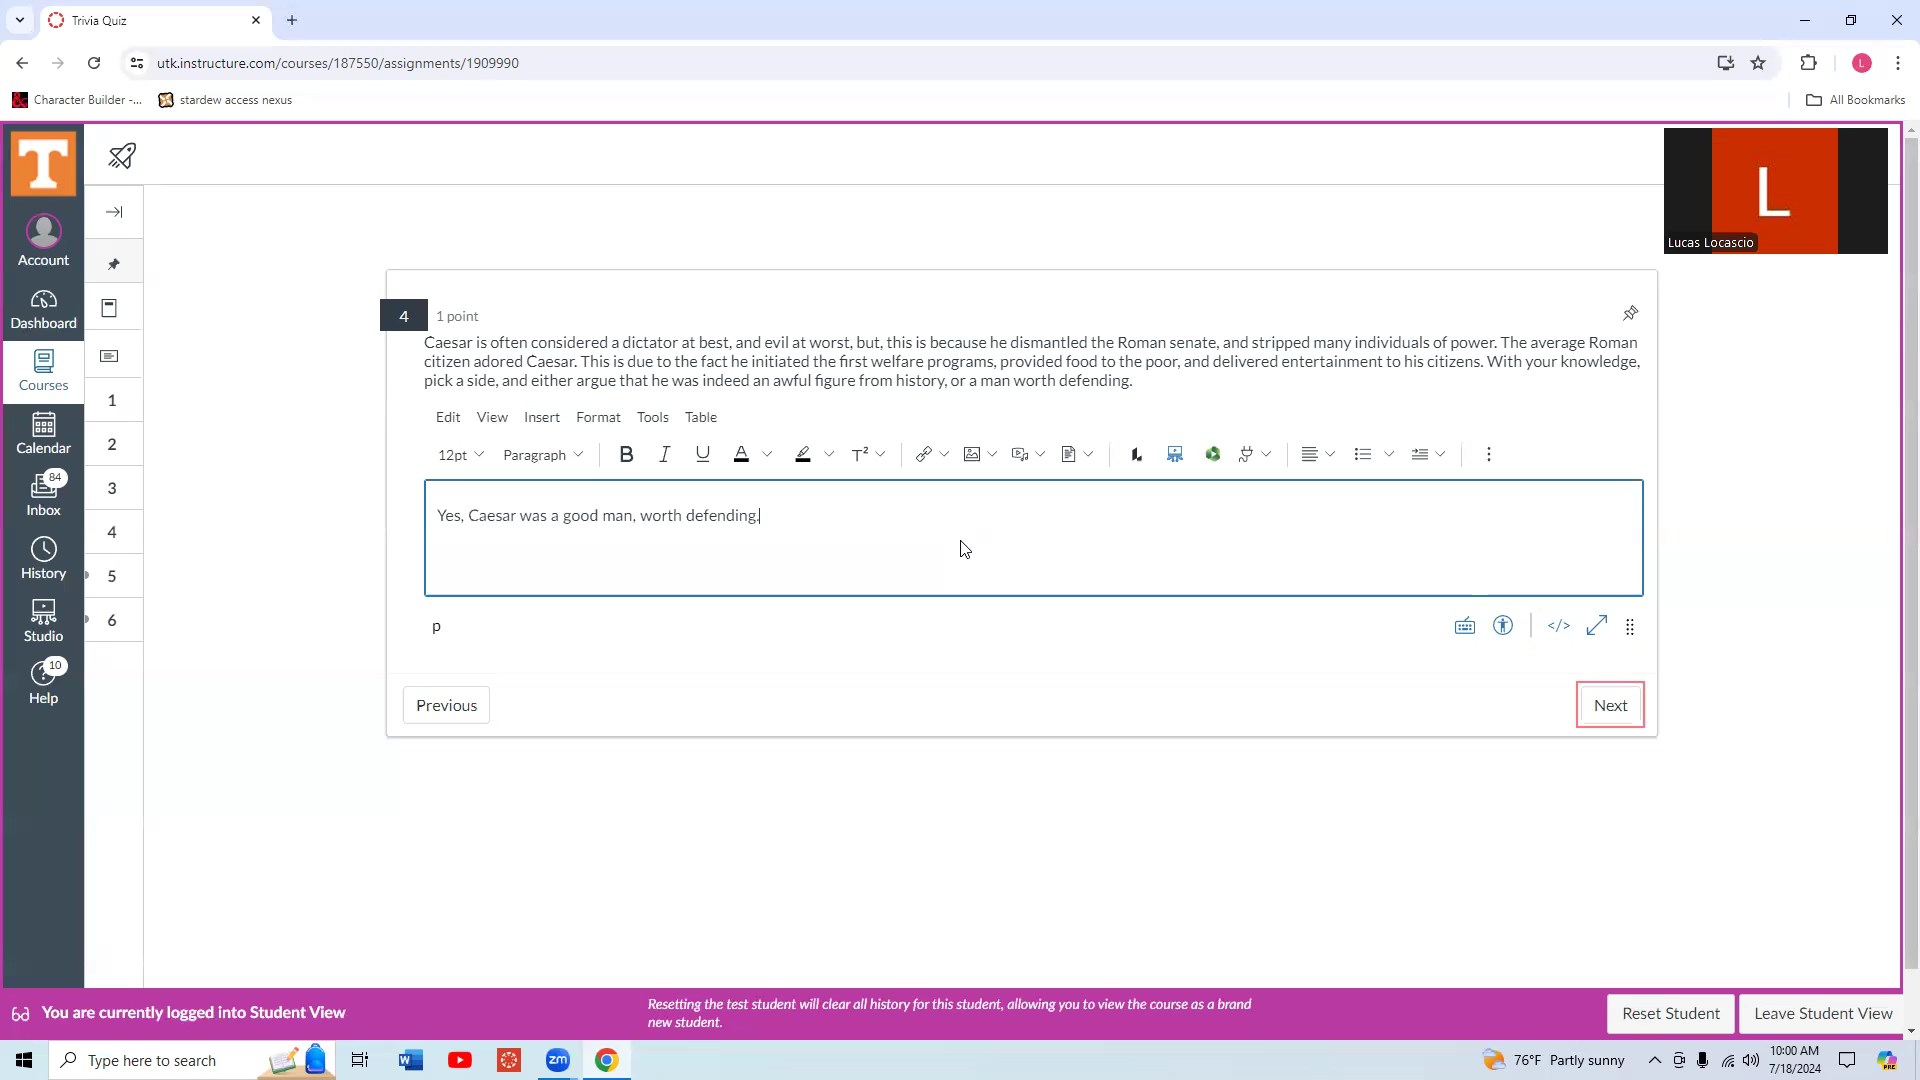 Trivia Quiz
utk.instructure.com/courses/187550/assignments/1909990
L
Character Builder -...
stardew access nexus
All Bookmarks
T
L
Lucas Locascio
Account
Dashboard
Courses
Calendar
84
Inbox
History
Studio
10
Help
1
2
3
4
5
6
4
1 point
Caesar is often considered a dictator at best, and evil at worst, but, this is because he dismantled the Roman senate, and stripped many individuals of power. The average Roman
citizen adored Caesar. This is due to the fact he initiated the first welfare programs, provided food to the poor, and delivered entertainment to his citizens. With your knowledge,
pick a side, and either argue that he was indeed an awful figure from history, or a man worth defending.
Edit View Insert Format Tools Table
12pt Paragraph B I U A T²
Yes, Caesar was a good man, worth defending.
p
</>
Previous
Next
You are currently logged into Student View
Resetting the test student will clear all history for this student, allowing you to view the course as a brand
new student.
Reset Student
Leave Student View
Type here to search
W
zm
76°F Partly sunny
10:00 AM
7/18/2024
PRE